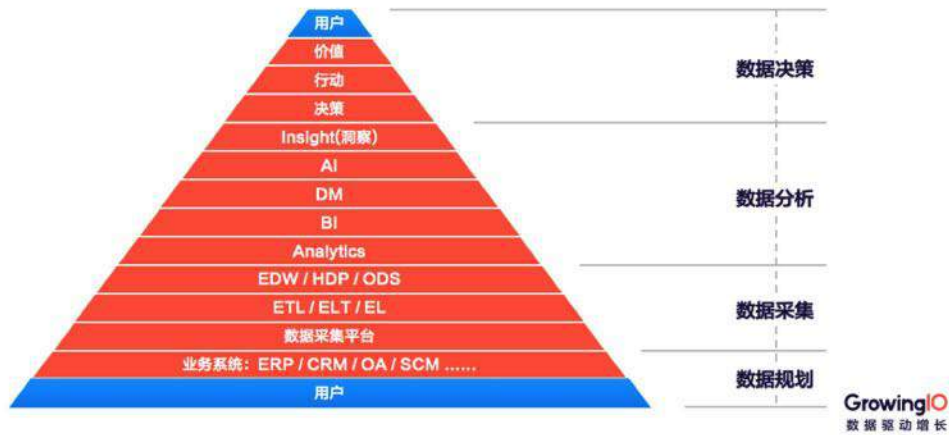 用户
价值
行动
决策
Insight(洞察)
AI
DM
BI
Analytics
EDW / HDP / ODS
ETL / ELT / EL
数据采集平台
业务系统：ERP / CRM / OA / SCM ......
用户
数据决策
数据分析
数据采集
数据规划
GrowingIO
数据驱动增长